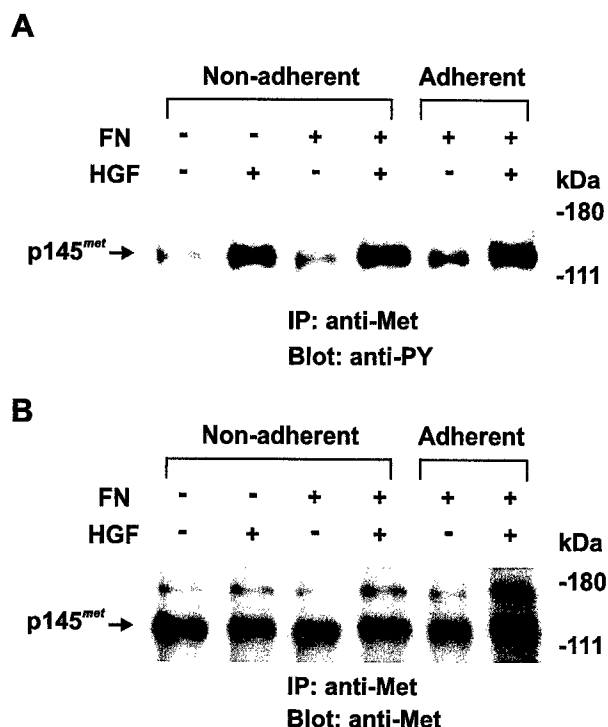 A
Non-adherent Adherent
FN - - + + + +
HGF - + - + - + kDa
-180
p145met →
-111
IP: anti-Met
Blot: anti-PY
B
Non-adherent Adherent
FN - - + + + +
HGF - + - + - + kDa
-180
p145met →
-111
IP: anti-Met
Blot: anti-Met